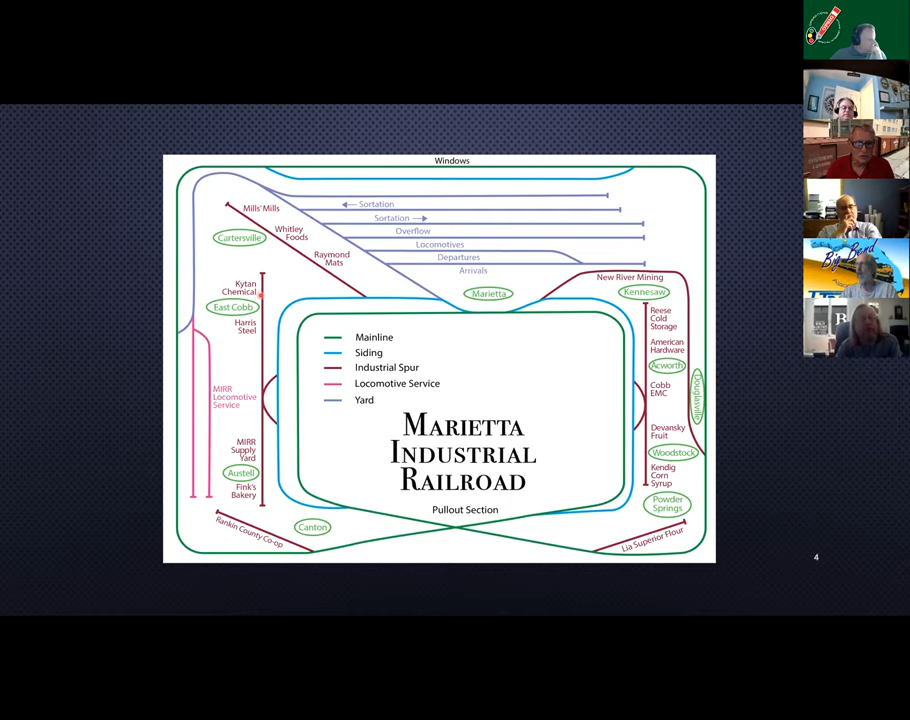 Windows
Mills' Mills
Sortation
Cartersville
Whitley
Foods
Sortation
Overflow
Locomotives
Raymond
Mats
Departures
Arrivals
Marietta
New River Mining
Kennesaw
Kytan
Chemical
East Cobb
Harris
Steel
Reese
Cold
Storage
American
Hardware
Acworth
Cobb
EMC
Douglasville
Devansky
Fruit
Woodstock
Kendig
Corn
Syrup
Powder
Springs
Mainline
Siding
Industrial Spur
Locomotive Service
Yard
MIRR
Locomotive
Service
MIRR
Supply
Yard
Austell
Fink's
Bakery
MARIETTA
INDUSTRIAL
RAILROAD
Pullout Section
Rankin County Co-op
Canton
Lia Superior Flour
4
Big Bend